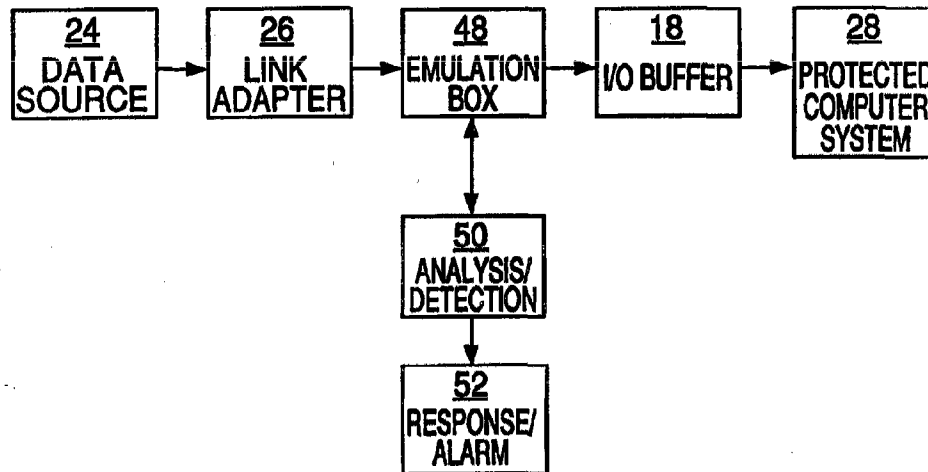 24
DATA
SOURCE
26
LINK
ADAPTER
48
EMULATION
BOX
18
I/O BUFFER
28
PROTECTED
COMPUTER
SYSTEM
50
ANALYSIS/
DETECTION
52
RESPONSE/
ALARM